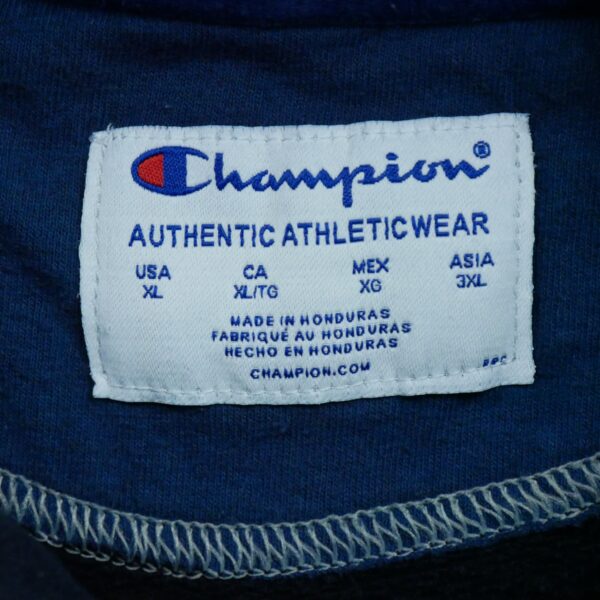 Champion®
AUTHENTIC ATHLETICWEAR
USA CA MEX ASIA
XL XL/TG XG 3XL
MADE IN HONDURAS
FABRIQUÉ AU HONDURAS
HECHO EN HONDURAS
CHAMPION.COM